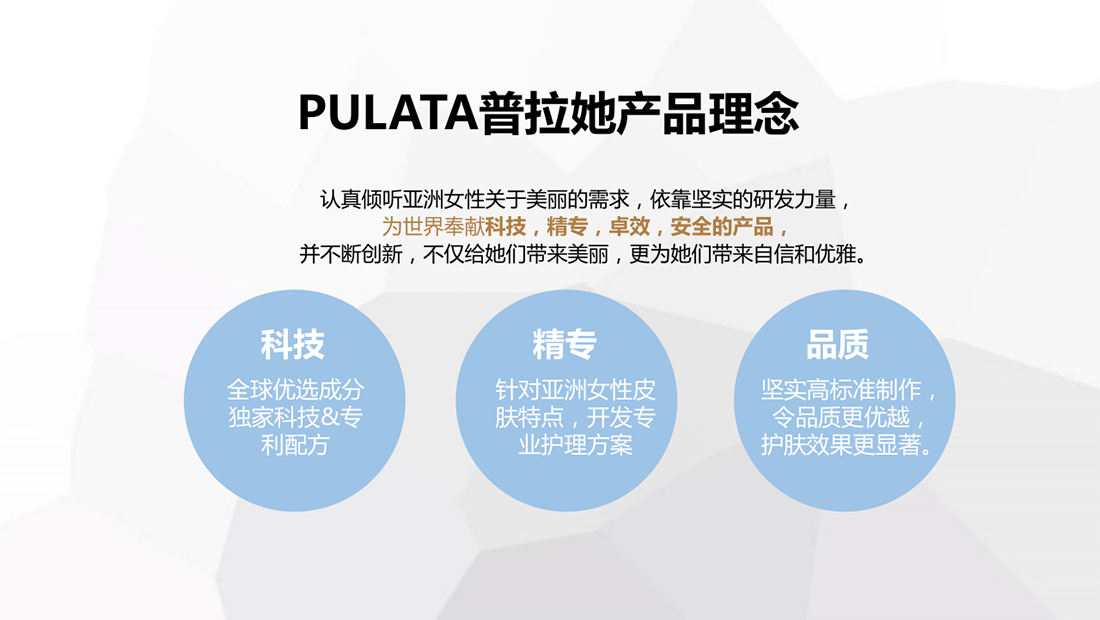 PULATA普拉她产品理念
认真倾听亚洲女性关于美丽的需求，依靠坚实的研发力量，
为世界奉献科技，精专，卓效，安全的产品，
并不断创新，不仅给她们带来美丽，更为她们带来自信和优雅。
科技
全球优选成分
独家科技&专
利配方
精专
针对亚洲女性皮
肤特点，开发专
业护理方案
品质
坚实高标准制作，
令品质更优越，
护肤效果更显著。